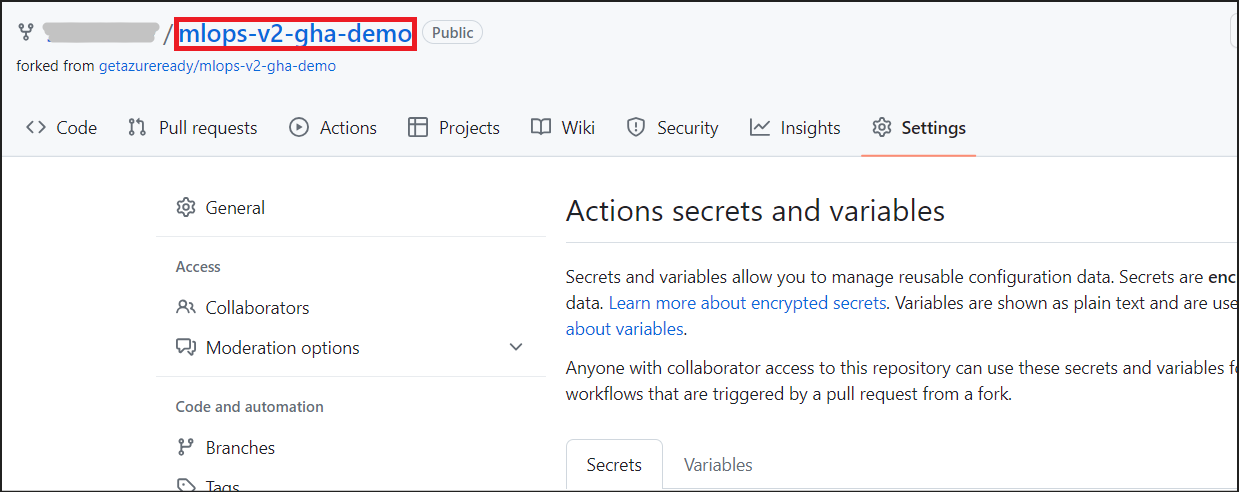 / mlops-v2-gha-demo Public
forked from getazureready/mlops-v2-gha-demo
Code Pull requests Actions Projects Wiki Security Insights Settings
General
Access
Collaborators
Moderation options
Code and automation
Branches
Tags
Actions secrets and variables
Secrets and variables allow you to manage reusable configuration data. Secrets are enc
data. Learn more about encrypted secrets. Variables are shown as plain text and are use
about variables.
Anyone with collaborator access to this repository can use these secrets and variables fo
workflows that are triggered by a pull request from a fork.
Secrets Variables